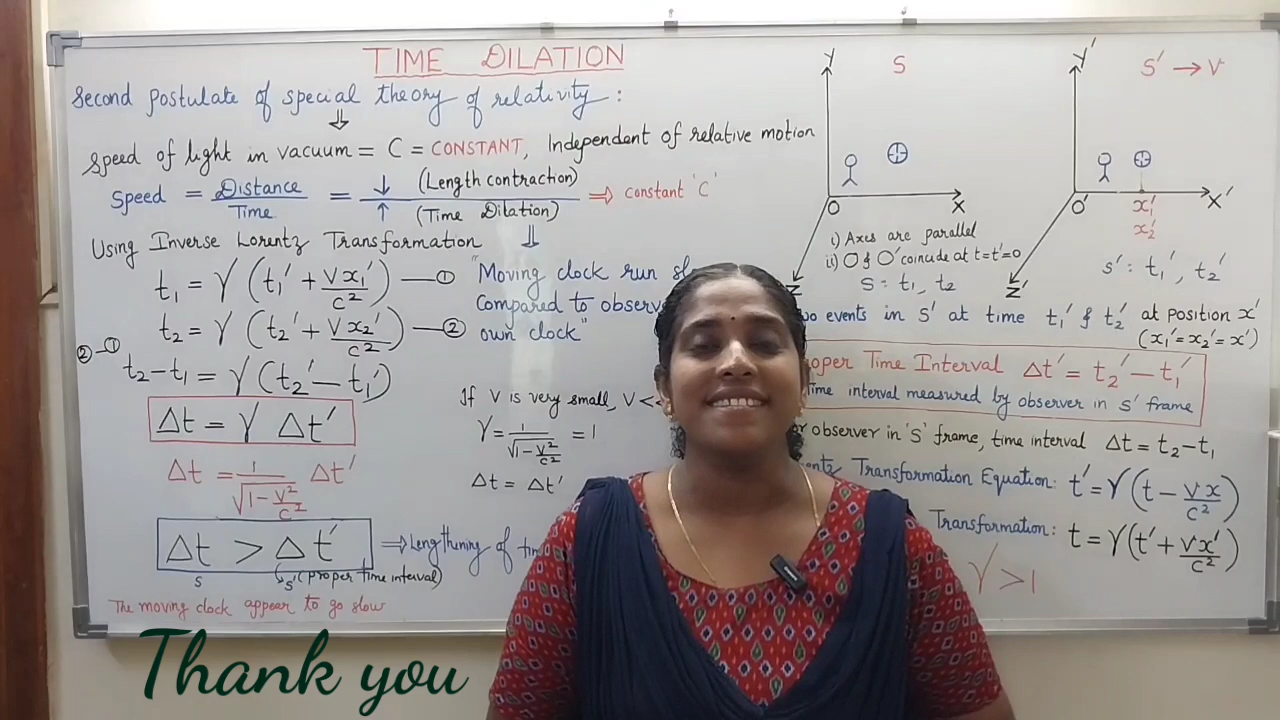 TIME DILATION
Second postulate of special theory of relativity :
⇓
Speed of light in vacuum = C = CONSTANT, Independent of relative motion
Speed = Distance/Time = ↓ (Length contraction) / ↑ (Time Dilation) ⇒ constant 'C'
⇓
Using Inverse Lorentz Transformation
t₁ = γ (t₁' + Vx₁'/c²) — ①
t₂ = γ (t₂' + Vx₂'/c²) — ②
②-① t₂-t₁ = γ (t₂' - t₁')
Δt = γ Δt'
Δt = 1/√(1-V²/c²) Δt'
Δt > Δt' ⇒ Lengthening of
S S' (proper time interval)
The moving clock appear to go slow
"Moving clock run
Compared to
own clock"
If V is very small, V <
γ = 1/√(1-V²/c²) = 1
Δt = Δt'
Y S
O X
Z
i) Axes are parallel
ii) O & O' coincide at t=t'=0
S : t₁, t₂
Y' S' → V
O' X'
x₁'
x₂'
Z'
S' : t₁', t₂'
events in S' at time t₁' & t₂' at position x'
(x₁'=x₂'=x')
Time Interval Δt' = t₂' - t₁'
Time interval measured by observer in S' frame
observer in 'S' frame, time interval Δt = t₂-t₁
Transformation Equation: t' = γ (t - Vx/c²)
Transformation: t = γ (t' + Vx'/c²)
γ > 1
Thank you